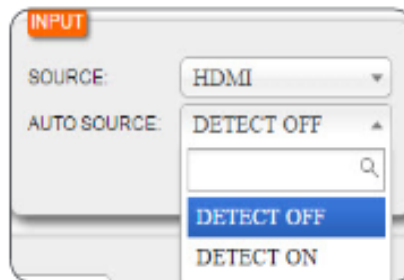 INPUT
SOURCE: HDMI
AUTO SOURCE: DETECT OFF
DETECT OFF
DETECT ON